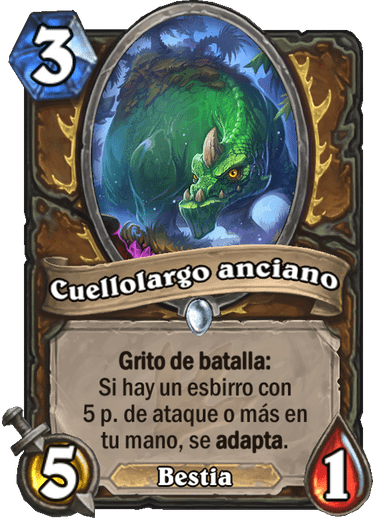 3
Cuellolargo anciano
Grito de batalla:
Si hay un esbirro con
5 p. de ataque o más en
tu mano, se adapta.
5
Bestia
1